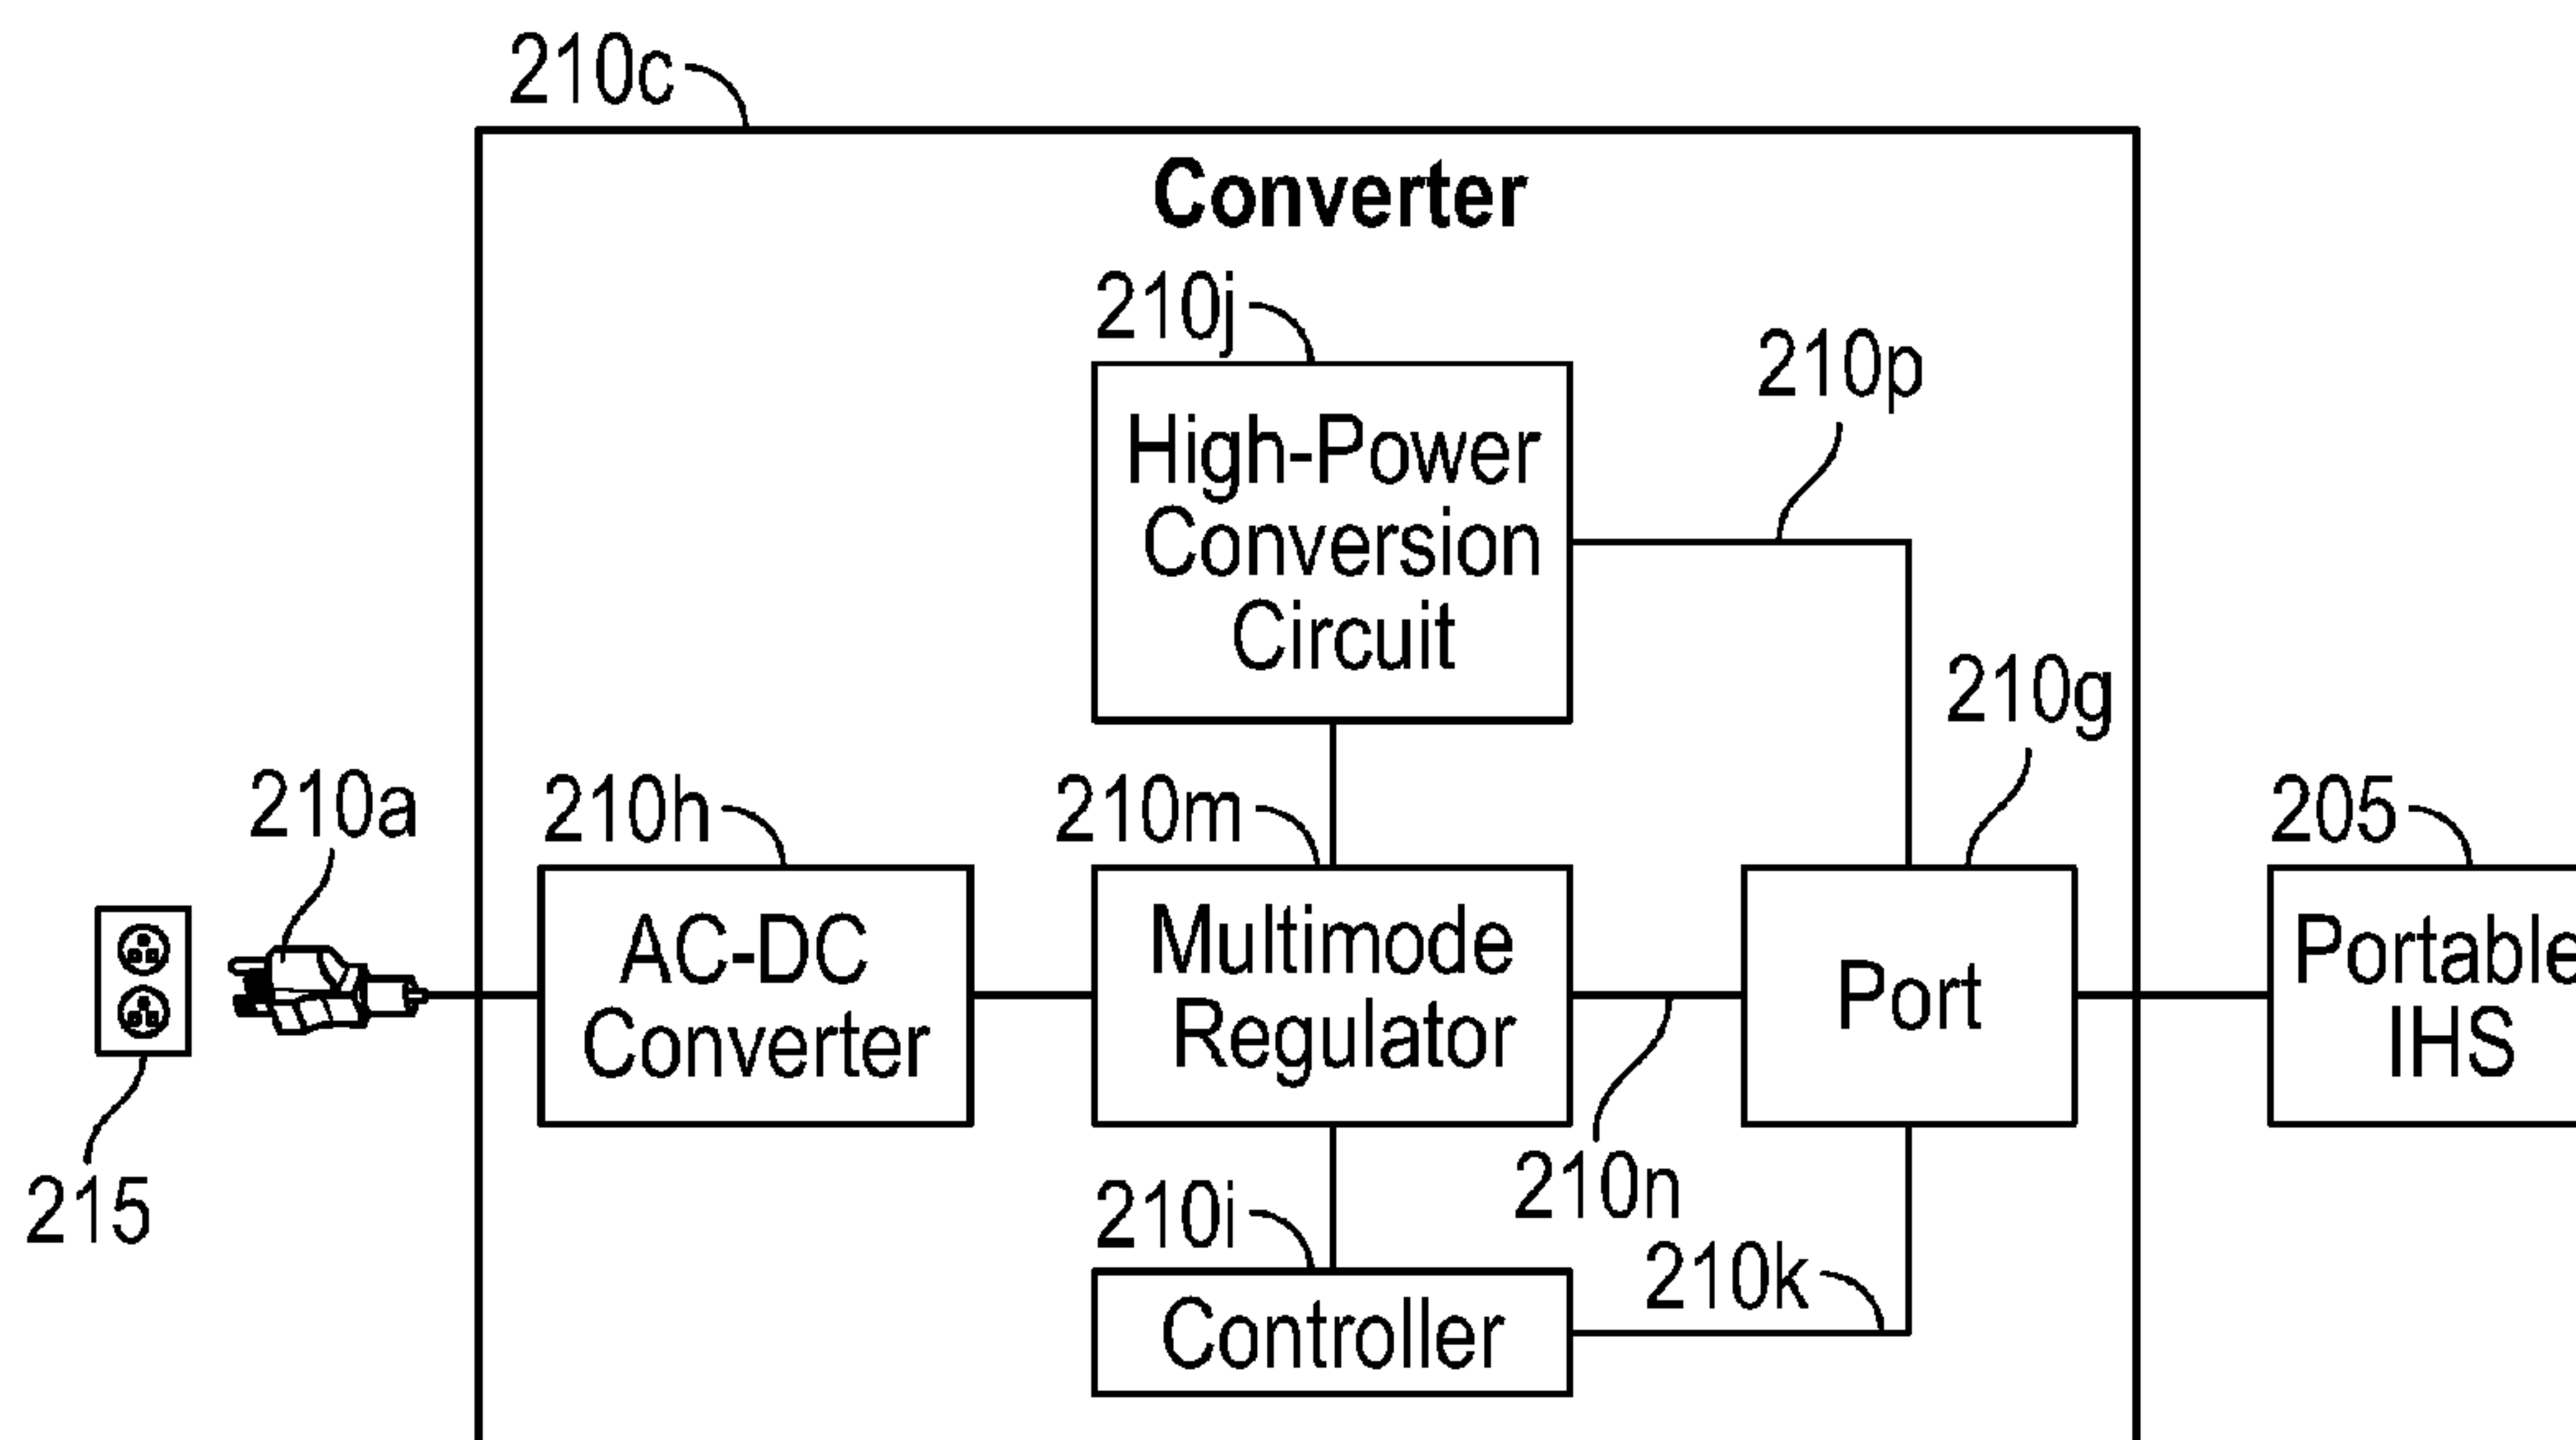 210c
Converter
210j
High-Power
Conversion
Circuit
210p
210g
210a
210h
210m
205
AC-DC
Converter
Multimode
Regulator
Port
Portable
IHS
215
210i
210n
210k
Controller